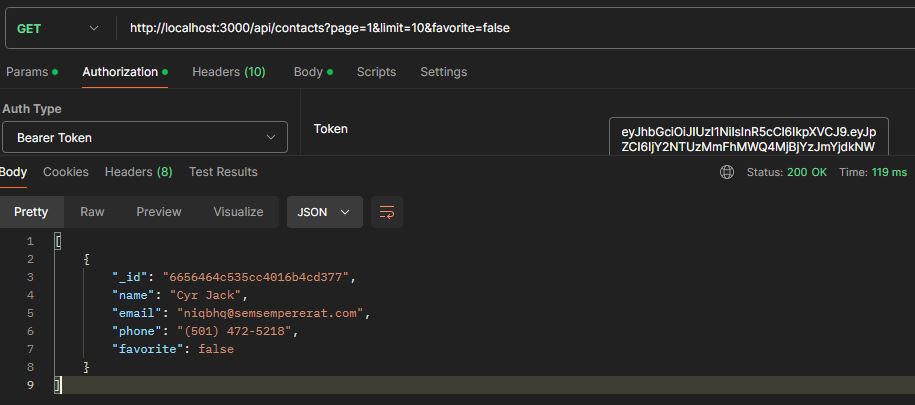 GET http://localhost:3000/api/contacts?page=1&limit=10&favorite=false
Params Authorization Headers (10) Body Scripts Settings
Auth Type
Bearer Token
Token
eyJhbGciOiJIUzI1NiIsInR5cCI6IkpXVCJ9.eyJp
ZCI6IjY2NTUzMmFhMWQ4MjBjYzJmYjdkNW
Body Cookies Headers (8) Test Results Status: 200 OK Time: 119 ms
Pretty Raw Preview Visualize JSON
1 [
2 {
3 "_id": "6656464c535cc4016b4cd377",
4 "name": "Cyr Jack",
5 "email": "niqbhq@semsempererat.com",
6 "phone": "(501) 472-5218",
7 "favorite": false
8 }
9 ]